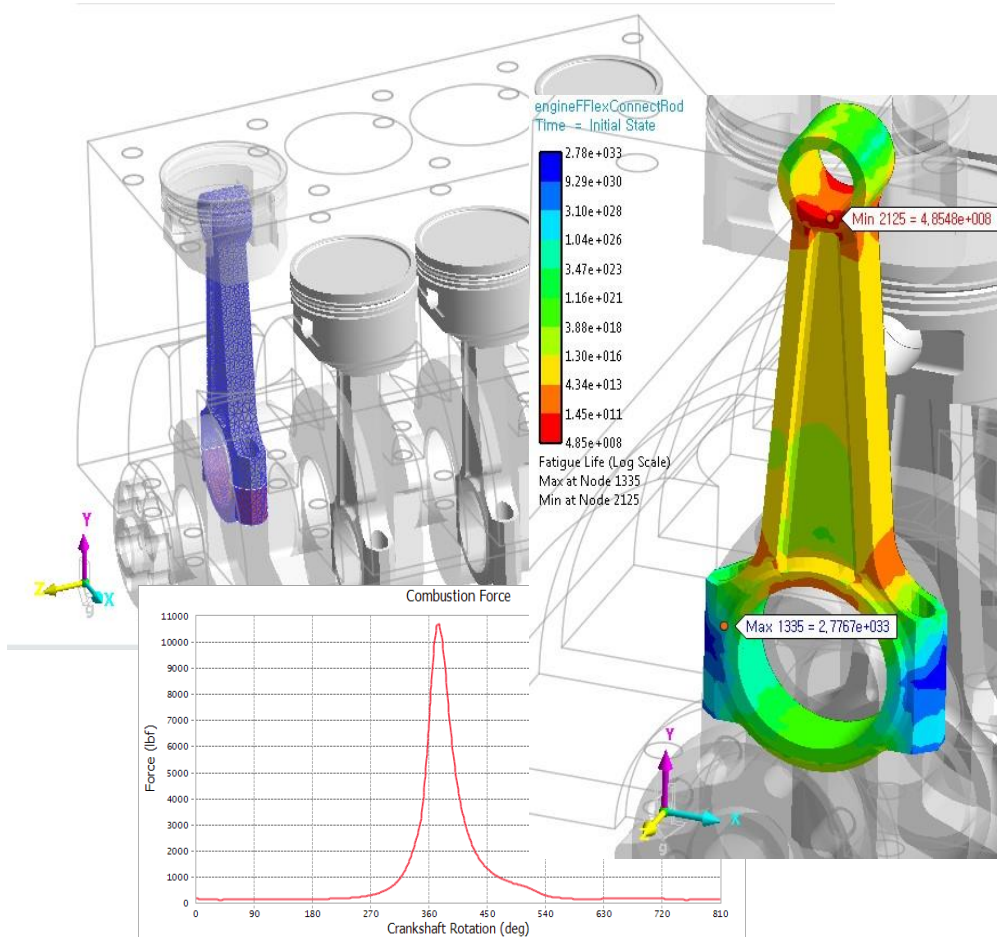 engineFFlexConnectRod
Time = Initial State
2.78e+033
9.29e+030
3.10e+028
1.04e+026
3.47e+023
1.16e+021
3.88e+018
1.30e+016
4.34e+013
1.45e+011
4.85e+008
Fatigue Life (Log Scale)
Max at Node 1335
Min at Node 2125
Min 2125 = 4,8548e+008
Max 1335 = 2,7767e+033
Y
Z
X
g
Y
X
Z
g
Combustion Force
11000
10000
9000
8000
7000
6000
5000
4000
3000
2000
1000
0
Force (lbf)
0 90 180 270 360 450 540 630 720 810
Crankshaft Rotation (deg)